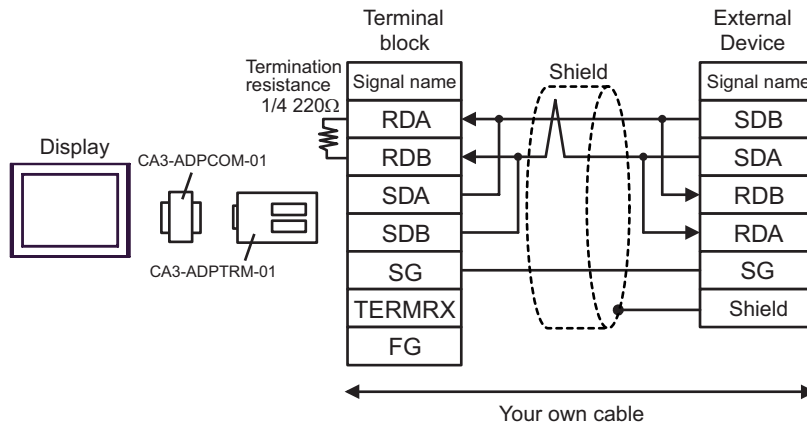 Terminal
block
External
Device
Termination
resistance
1/4 220Ω
Signal name
Shield
Signal name
RDA
SDB
Display
CA3-ADPCOM-01
RDB
SDA
SDA
RDB
SDB
RDA
CA3-ADPTRM-01
SG
SG
TERMRX
Shield
FG
Your own cable